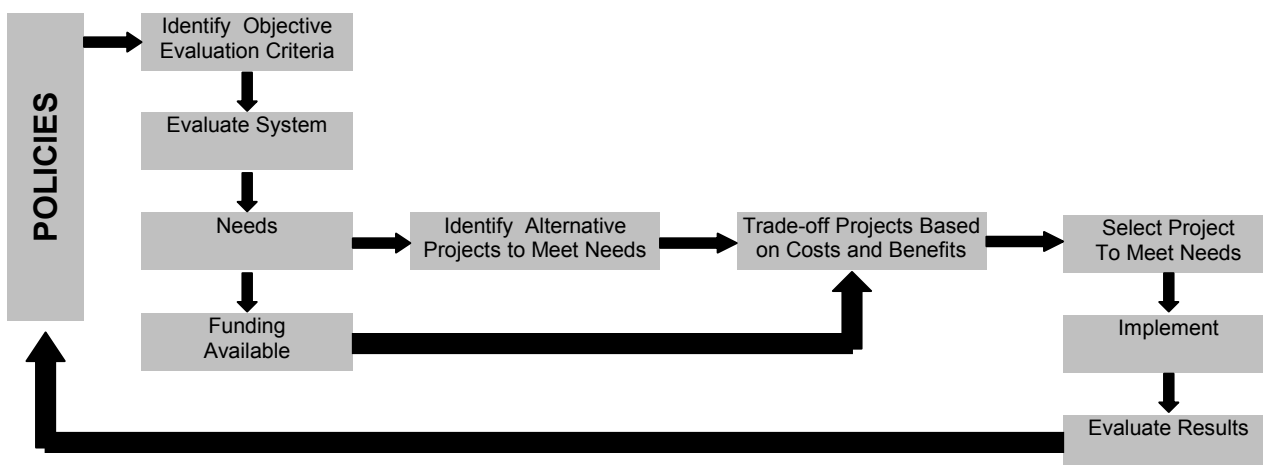 POLICIES
Identify Objective
Evaluation Criteria
Evaluate System
Needs
Funding
Available
Identify Alternative
Projects to Meet Needs
Trade-off Projects Based
on Costs and Benefits
Select Project
To Meet Needs
Implement
Evaluate Results